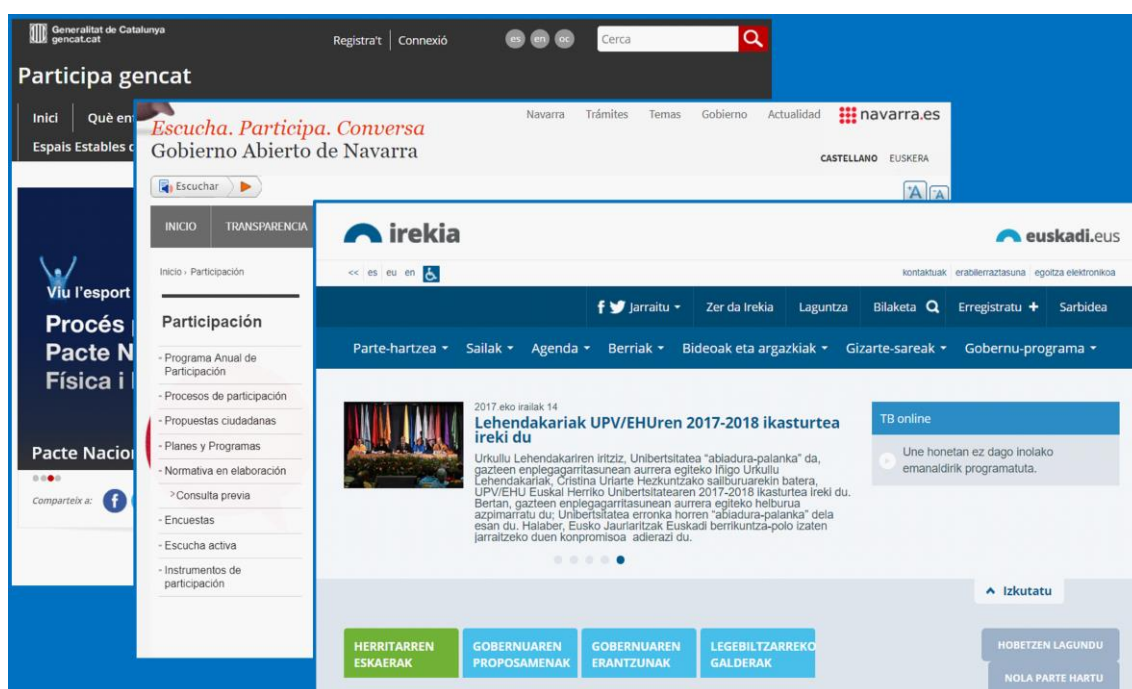 Generalitat de Catalunya
gencat.cat
Registra't Connexió
es en oc
Cerca
Participa gencat
Inici
Espais Estables
Viu l'esport
Procés
Física i
Pacte
Comparteix a:
Escucha. Participa. Conversa
Gobierno Abierto de Navarra
Navarra Trámites Temas Gobierno Actualidad
navarra.es
CASTELLANO EUSKERA
Escuchar
A A
INICIO TRANSPARENCIA
Inicio › Participación
Participación
- Programa Anual de
Participación
- Procesos de participación
- Propuestas ciudadanas
- Planes y Programas
- Normativa en elaboración
>Consulta previa
- Encuestas
- Escucha activa
- Instrumentos de
participación
irekia
euskadi.eus
<< es eu en
kontaktuak erabilerraztasuna egoitza elektronikoa
Jarraitu Zer da Irekia Laguntza Bilaketa Erregistratu Sarbidea
Parte-hartzea Sailak Agenda Berriak Bideoak eta argazkiak Gizarte-sareak Gobernu-programa
2017.eko irailak 14
Lehendakariak UPV/EHUren 2017-2018 ikasturtea
ireki du
Urkullu Lehendakariren iritziz, Unibertsitatea "abiadura-palanka" da,
gazteen enplegagarritasunean aurrera egiteko Iñigo Urkullu
Lehendakariak, Cristina Uriarte Hezkuntzako sailburuarekin batera,
UPV/EHU Euskal Herriko Unibertsitatearen 2017-2018 ikasturtea ireki du.
Bertan, gazteen enplegagarritasunean aurrera egiteko helburua
azpimarratu du; Unibertsitatea erronka horren "abiadura-palanka" dela
esan du. Halaber, Eusko Jaurlaritzak Euskadi berrikuntza-polo izaten
jarraitzeko duen konpromisoa adierazi du.
TB online
Une honetan ez dago inolako
emanaldirik programatuta.
Izkutatu
HERRITARREN
ESKAERAK
GOBERNUAREN
PROPOSAMENAK
GOBERNUAREN
ERANTZUNAK
LEGEBILTZARREKO
GALDERAK
HOBETZEN LAGUNDU
NOLA PARTE HARTU